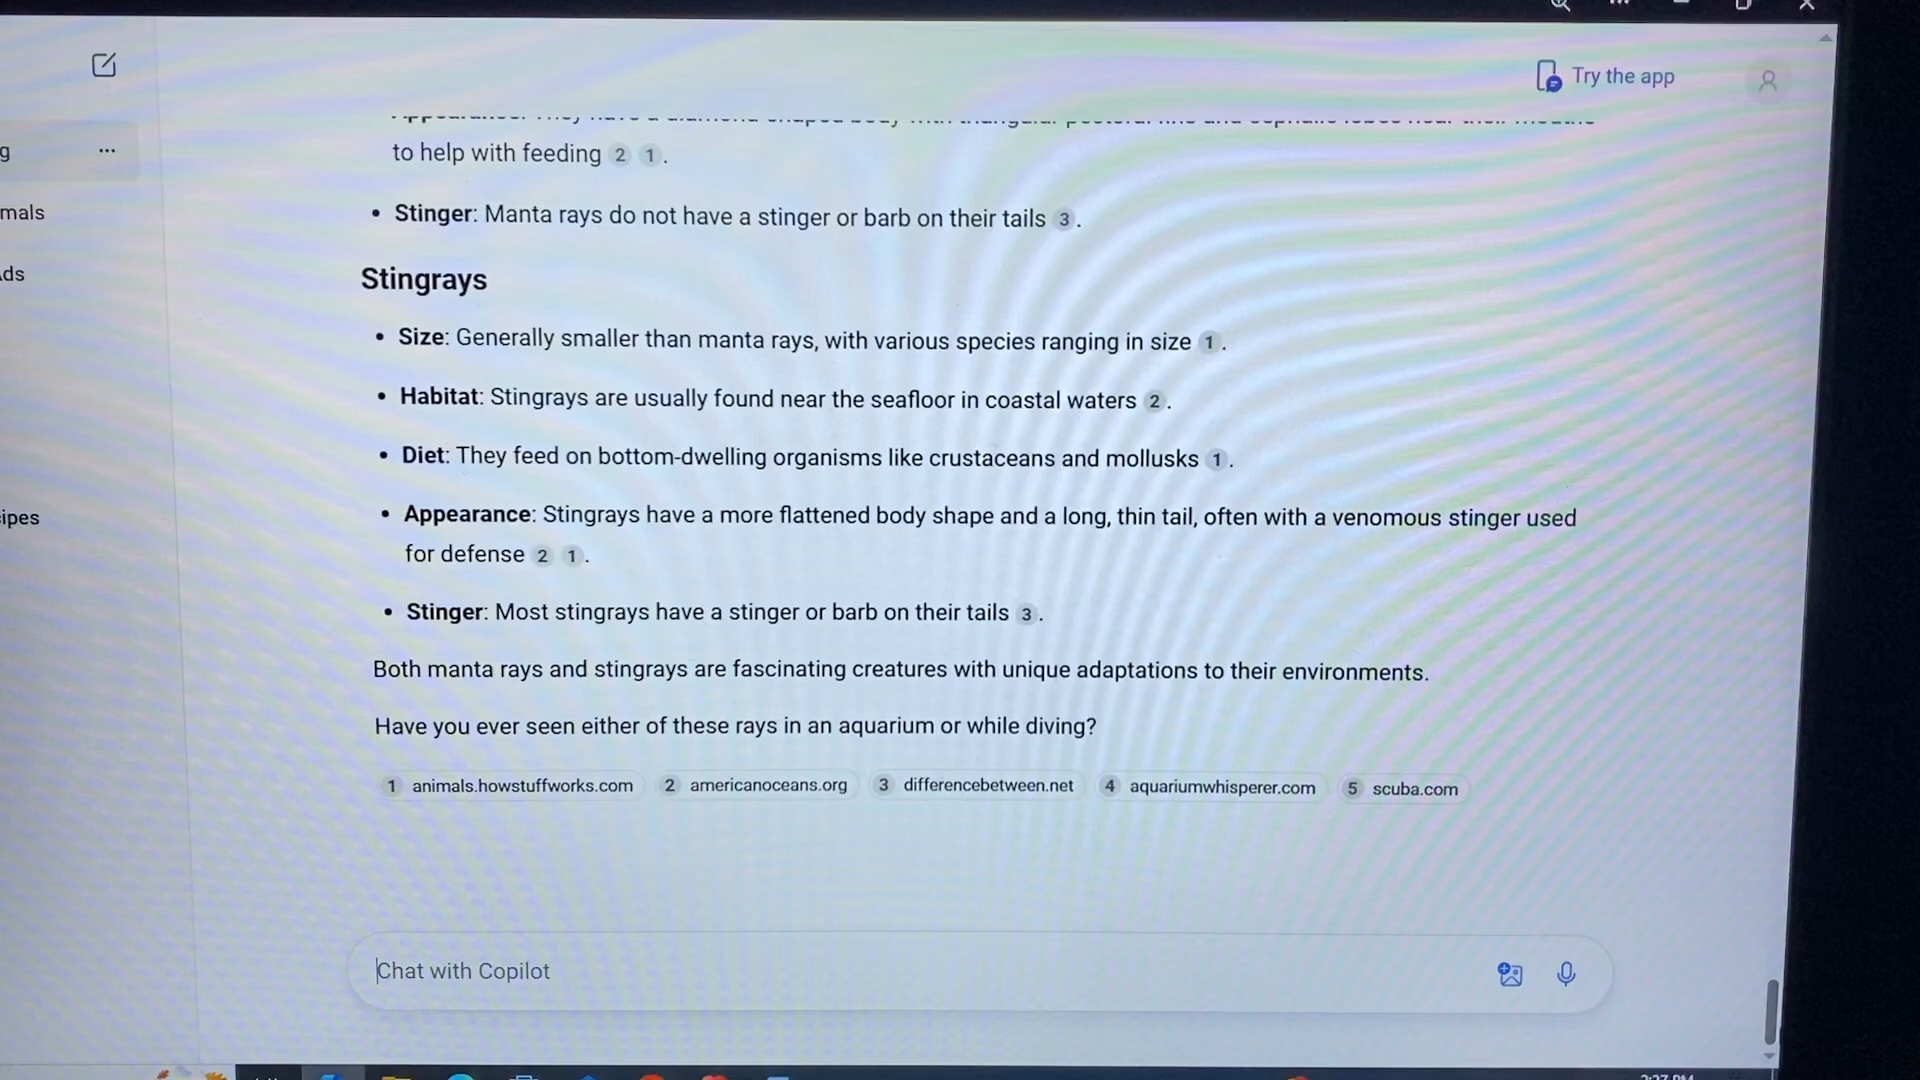 Try the app
g ...
to help with feeding 2 1.
mals
• Stinger: Manta rays do not have a stinger or barb on their tails 3.
ds
Stingrays
• Size: Generally smaller than manta rays, with various species ranging in size 1.
• Habitat: Stingrays are usually found near the seafloor in coastal waters 2.
• Diet: They feed on bottom-dwelling organisms like crustaceans and mollusks 1.
ipes
• Appearance: Stingrays have a more flattened body shape and a long, thin tail, often with a venomous stinger used
for defense 2 1.
• Stinger: Most stingrays have a stinger or barb on their tails 3.
Both manta rays and stingrays are fascinating creatures with unique adaptations to their environments.
Have you ever seen either of these rays in an aquarium or while diving?
1 animals.howstuffworks.com 2 americanoceans.org 3 differencebetween.net 4 aquariumwhisperer.com 5 scuba.com
Chat with Copilot